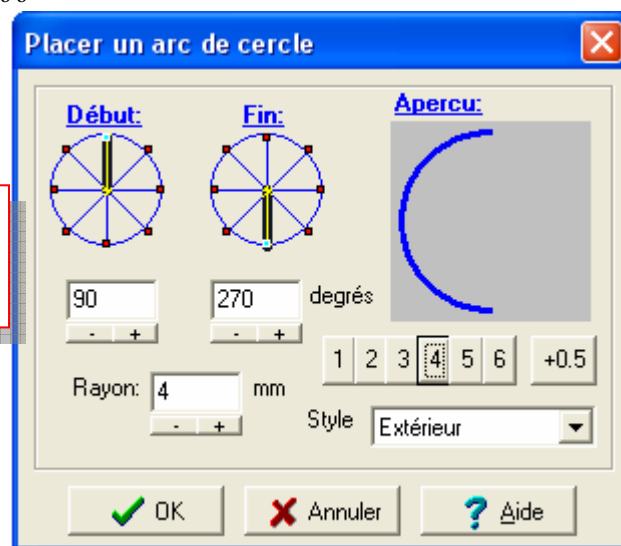 Placer un arc de cercle
Début:
Fin:
Apercu:
90
270
degrés
- +
- +
1 2 3 4 5 6 +0.5
Rayon: 4 mm
- +
Style Extérieur
OK
Annuler
? Aide